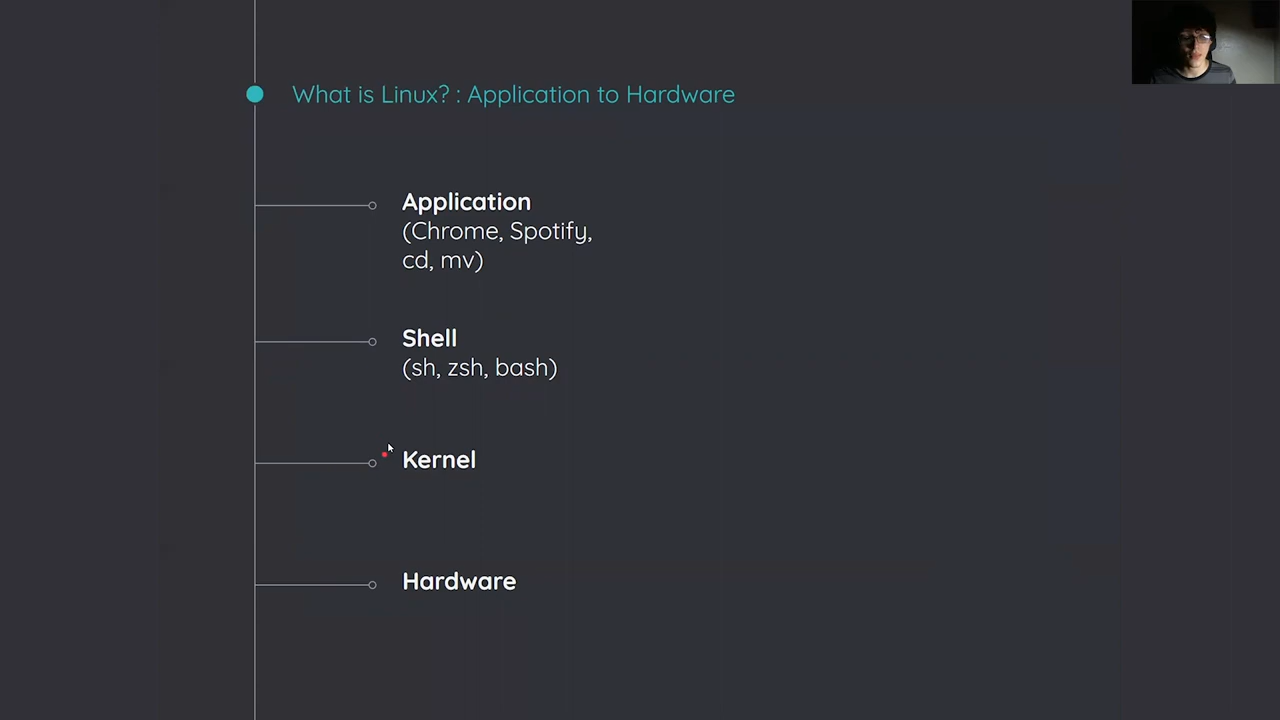 What is Linux? : Application to Hardware
Application
(Chrome, Spotify,
cd, mv)
Shell
(sh, zsh, bash)
Kernel
Hardware